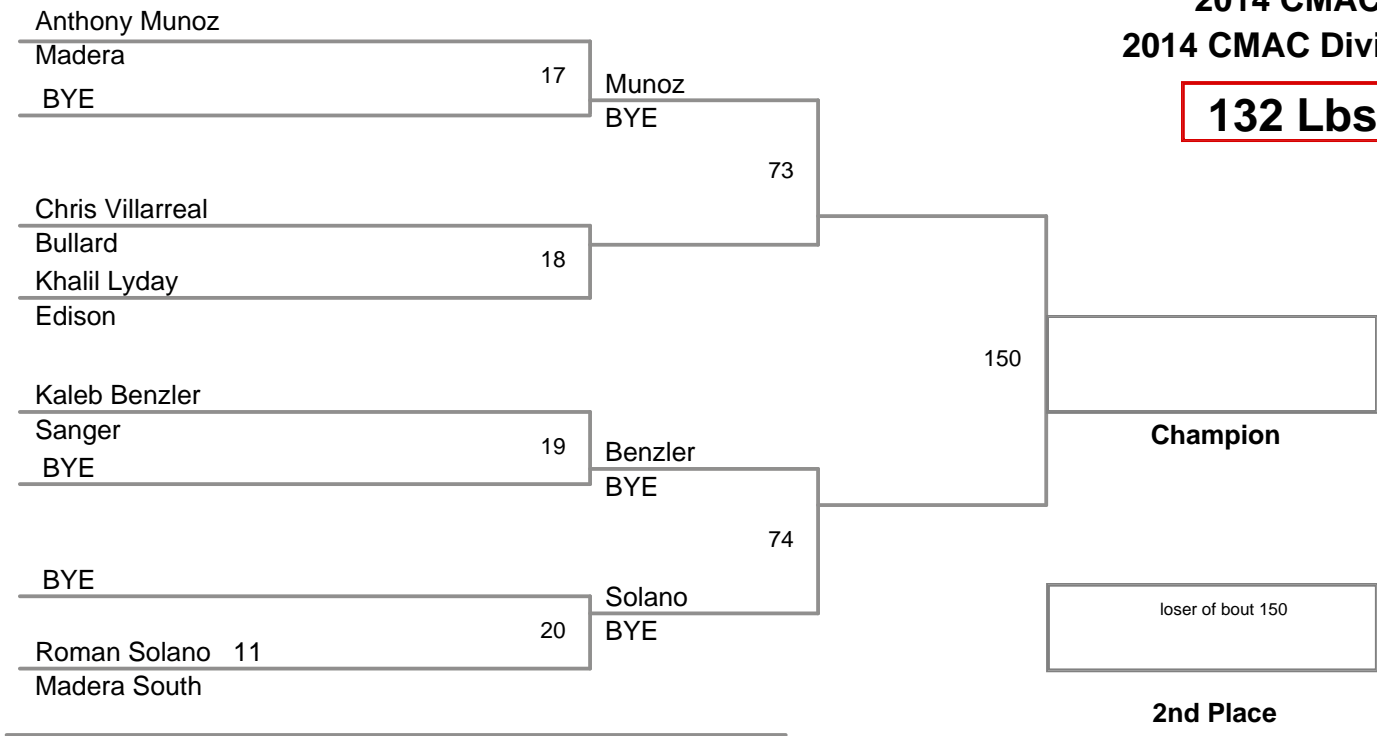 2014 CMAC
2014 CMAC Divi
132 Lbs
Anthony Munoz
Madera
BYE
17
Munoz
BYE
73
Chris Villarreal
Bullard
Khalil Lyday
Edison
18
150
Kaleb Benzler
Sanger
BYE
19
Benzler
BYE
Champion
74
BYE
Roman Solano 11
Madera South
20
Solano
BYE
loser of bout 150
2nd Place